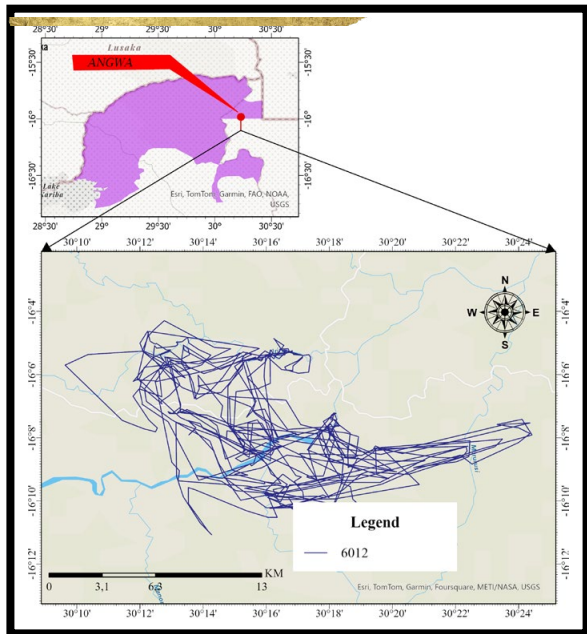 28°30' 29° 29°30' 30° 30°30'
Lusaka
ANGWA
-15°30'
-16°
-16°30'
Lake
Kariba
Esri, TomTom, Garmin, FAO, NOAA,
USGS
28°30' 29° 29°30' 30° 30°30'
30°10' 30°12' 30°14' 30°16' 30°18' 30°20' 30°22' 30°24'
N
W E
S
-16°4' -16°4'
-16°6' -16°6'
-16°8' -16°8'
-16°10' -16°10'
-16°12' -16°12'
Legend
6012
KM
0 3,1 6,3 13
Esri, TomTom, Garmin, Foursquare, METI/NASA, USGS
30°10' 30°12' 30°14' 30°16' 30°18' 30°20' 30°22' 30°24'